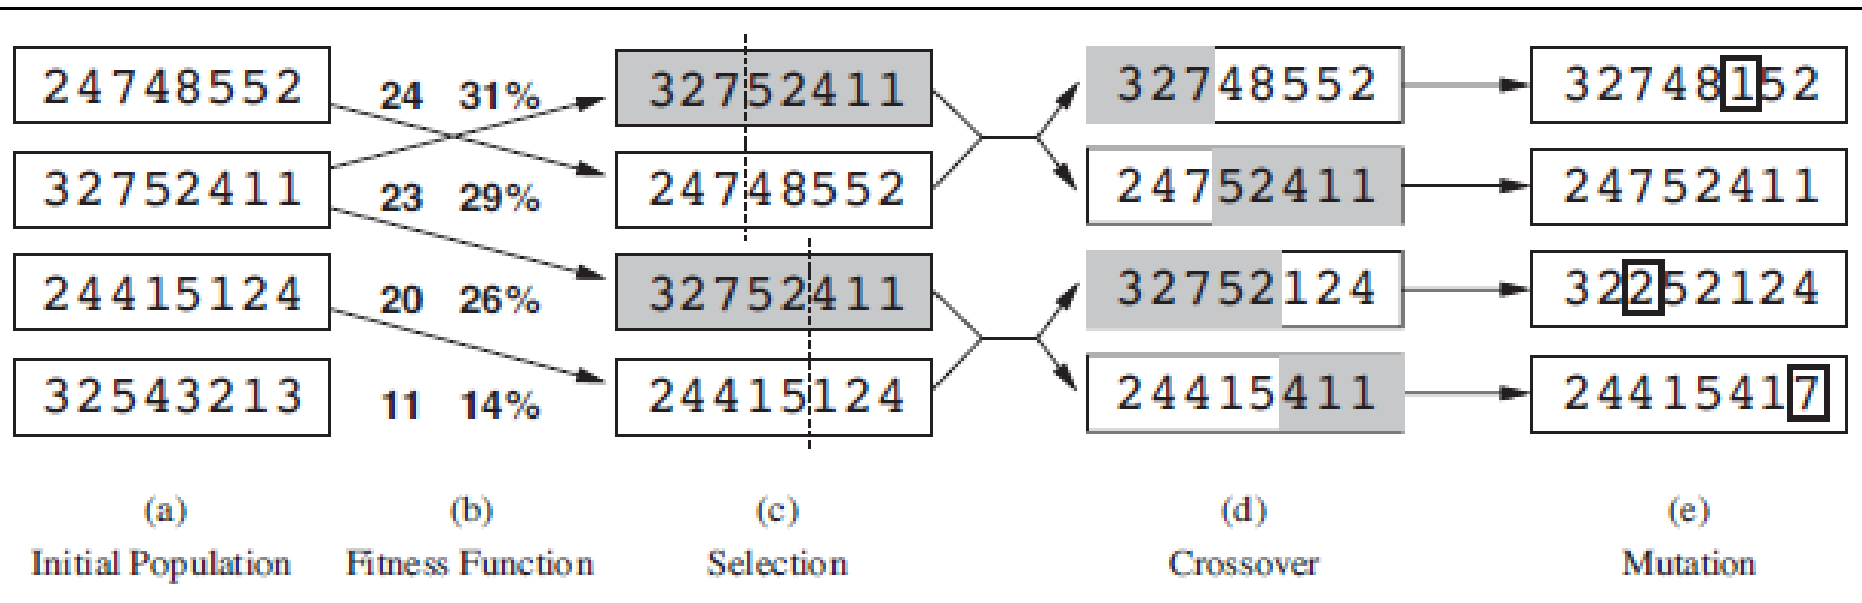 24748552 24 31% 32752411 32748552 32748152
32752411 23 29% 24748552 24752411 24752411
24415124 20 26% 32752411 32752124 32252124
32543213 11 14% 24415124 24415411 24415417
(a) (b) (c) (d) (e)
Initial Population Fitness Function Selection Crossover Mutation